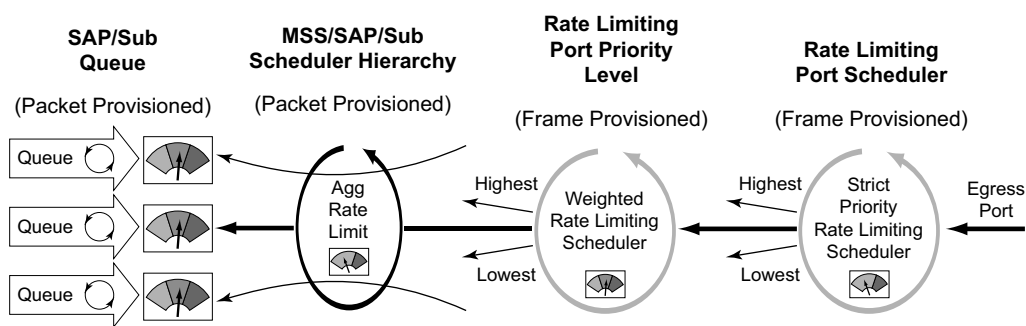 SAP/Sub
Queue
(Packet Provisioned)
MSS/SAP/Sub
Scheduler Hierarchy
(Packet Provisioned)
Rate Limiting
Port Priority
Level
(Frame Provisioned)
Rate Limiting
Port Scheduler
(Frame Provisioned)
Queue
Queue
Queue
Agg
Rate
Limit
Highest
Lowest
Weighted
Rate Limiting
Scheduler
Highest
Lowest
Strict
Priority
Rate Limiting
Scheduler
Egress
Port